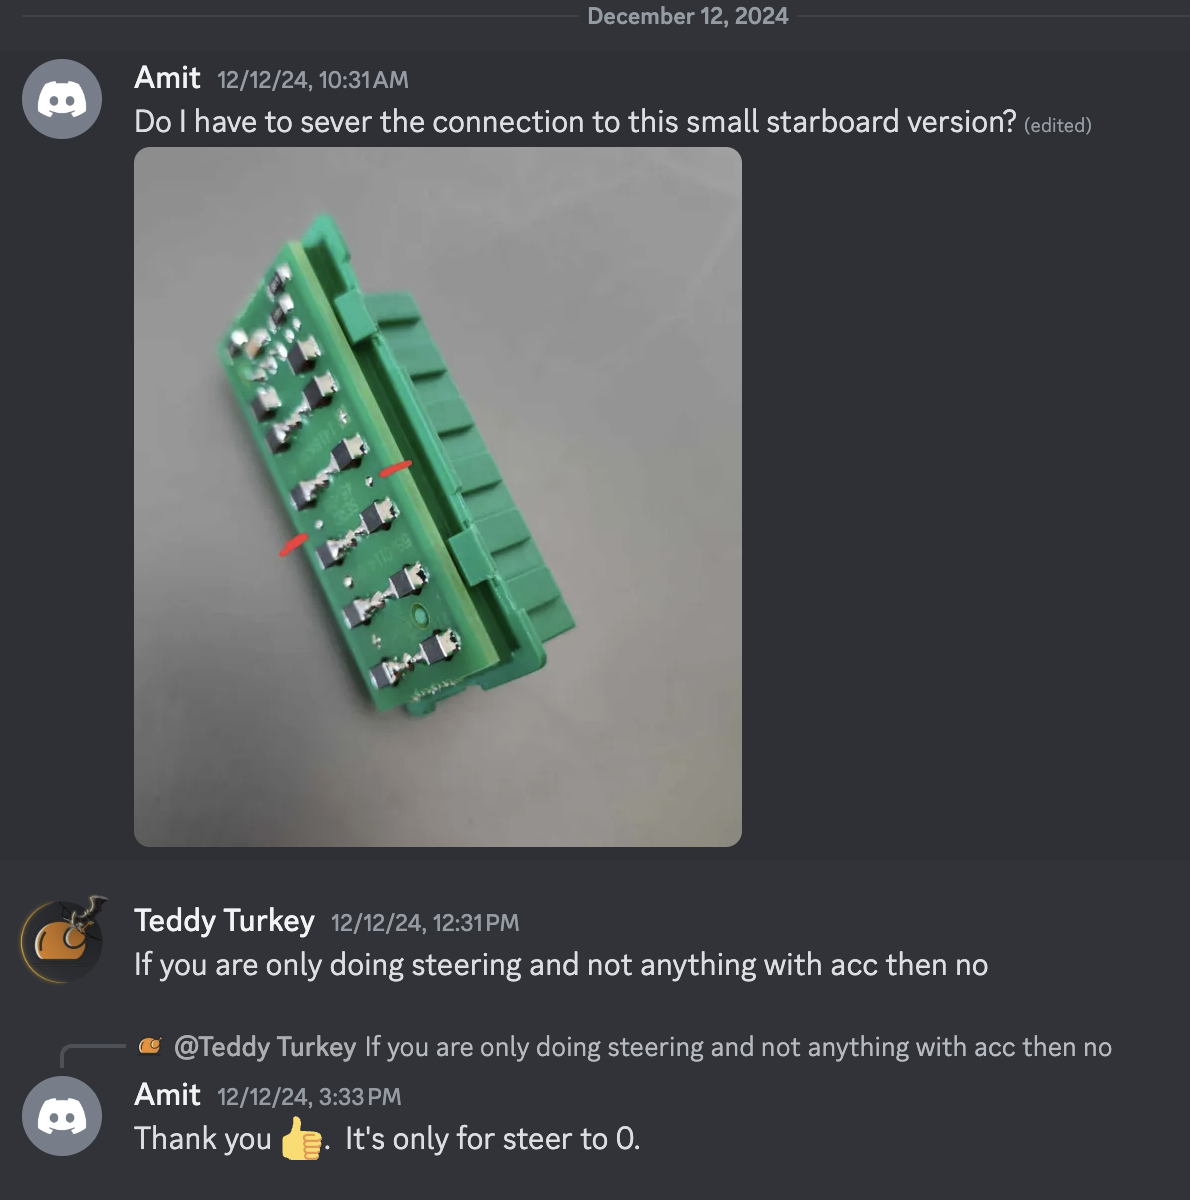 December 12, 2024
Amit 12/12/24, 10:31 AM
Do I have to sever the connection to this small starboard version? (edited)
Teddy Turkey 12/12/24, 12:31 PM
If you are only doing steering and not anything with acc then no
@Teddy Turkey If you are only doing steering and not anything with acc then no
Amit 12/12/24, 3:33 PM
Thank you 👍. It's only for steer to 0.